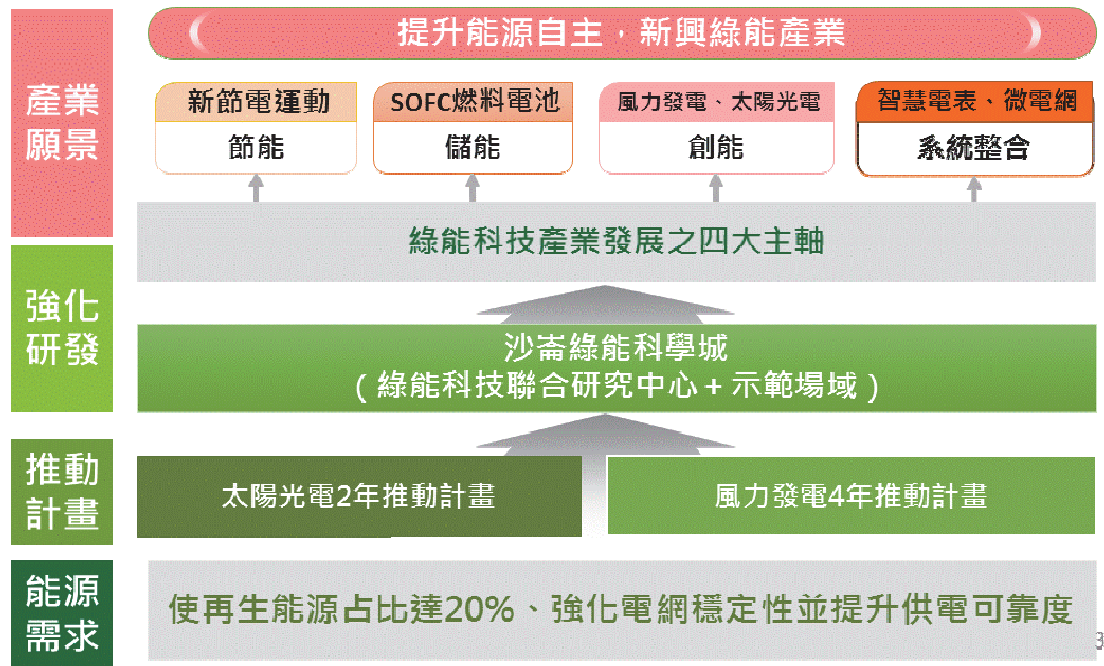 產業
願景
提升能源自主，新興綠能產業
新節電運動
節能
SOFC燃料電池
儲能
風力發電、太陽光電
創能
智慧電表、微電網
系統整合
綠能科技產業發展之四大主軸
強化
研發
沙崙綠能科學城
(綠能科技聯合研究中心+示範場域)
推動
計畫
太陽光電2年推動計畫
風力發電4年推動計畫
能源
需求
使再生能源占比達20%、強化電網穩定性並提升供電可靠度
3